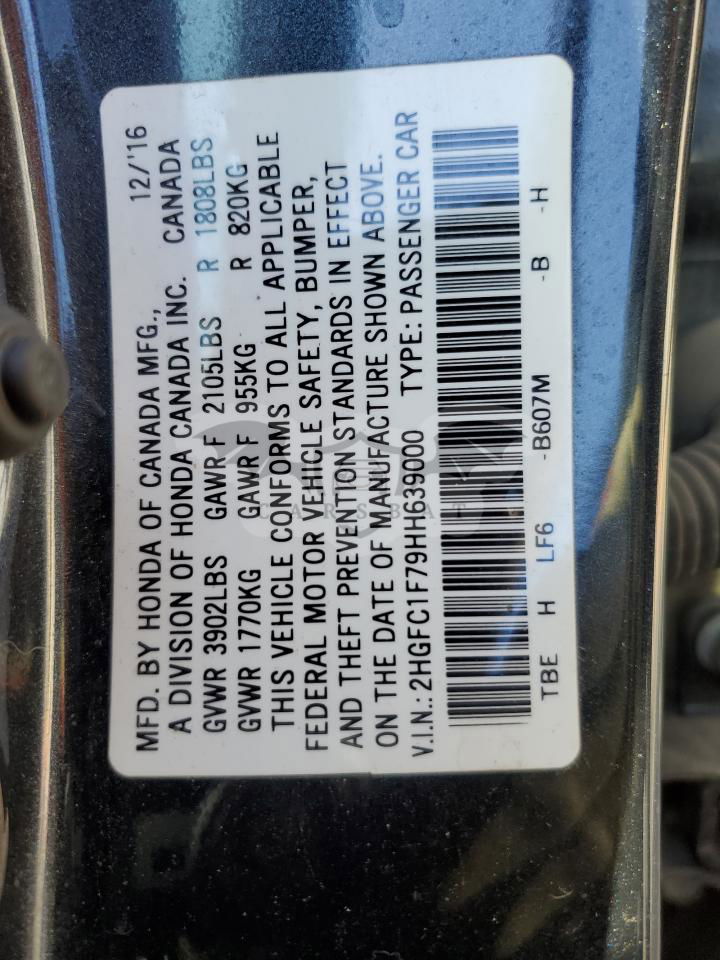 MFD. BY HONDA OF CANADA MFG., 12/'16
A DIVISION OF HONDA CANADA INC. CANADA
GVWR 3902LBS GAWR F 2105LBS R 1808LBS
GVWR 1770KG GAWR F 955KG R 820KG
THIS VEHICLE CONFORMS TO ALL APPLICABLE
FEDERAL MOTOR VEHICLE SAFETY, BUMPER,
AND THEFT PREVENTION STANDARDS IN EFFECT
ON THE DATE OF MANUFACTURE SHOWN ABOVE.
V.I.N.: 2HGFC1F79HH639000 TYPE: PASSENGER CAR
TBE H LF6 -B607M -B -H
CARSBAT